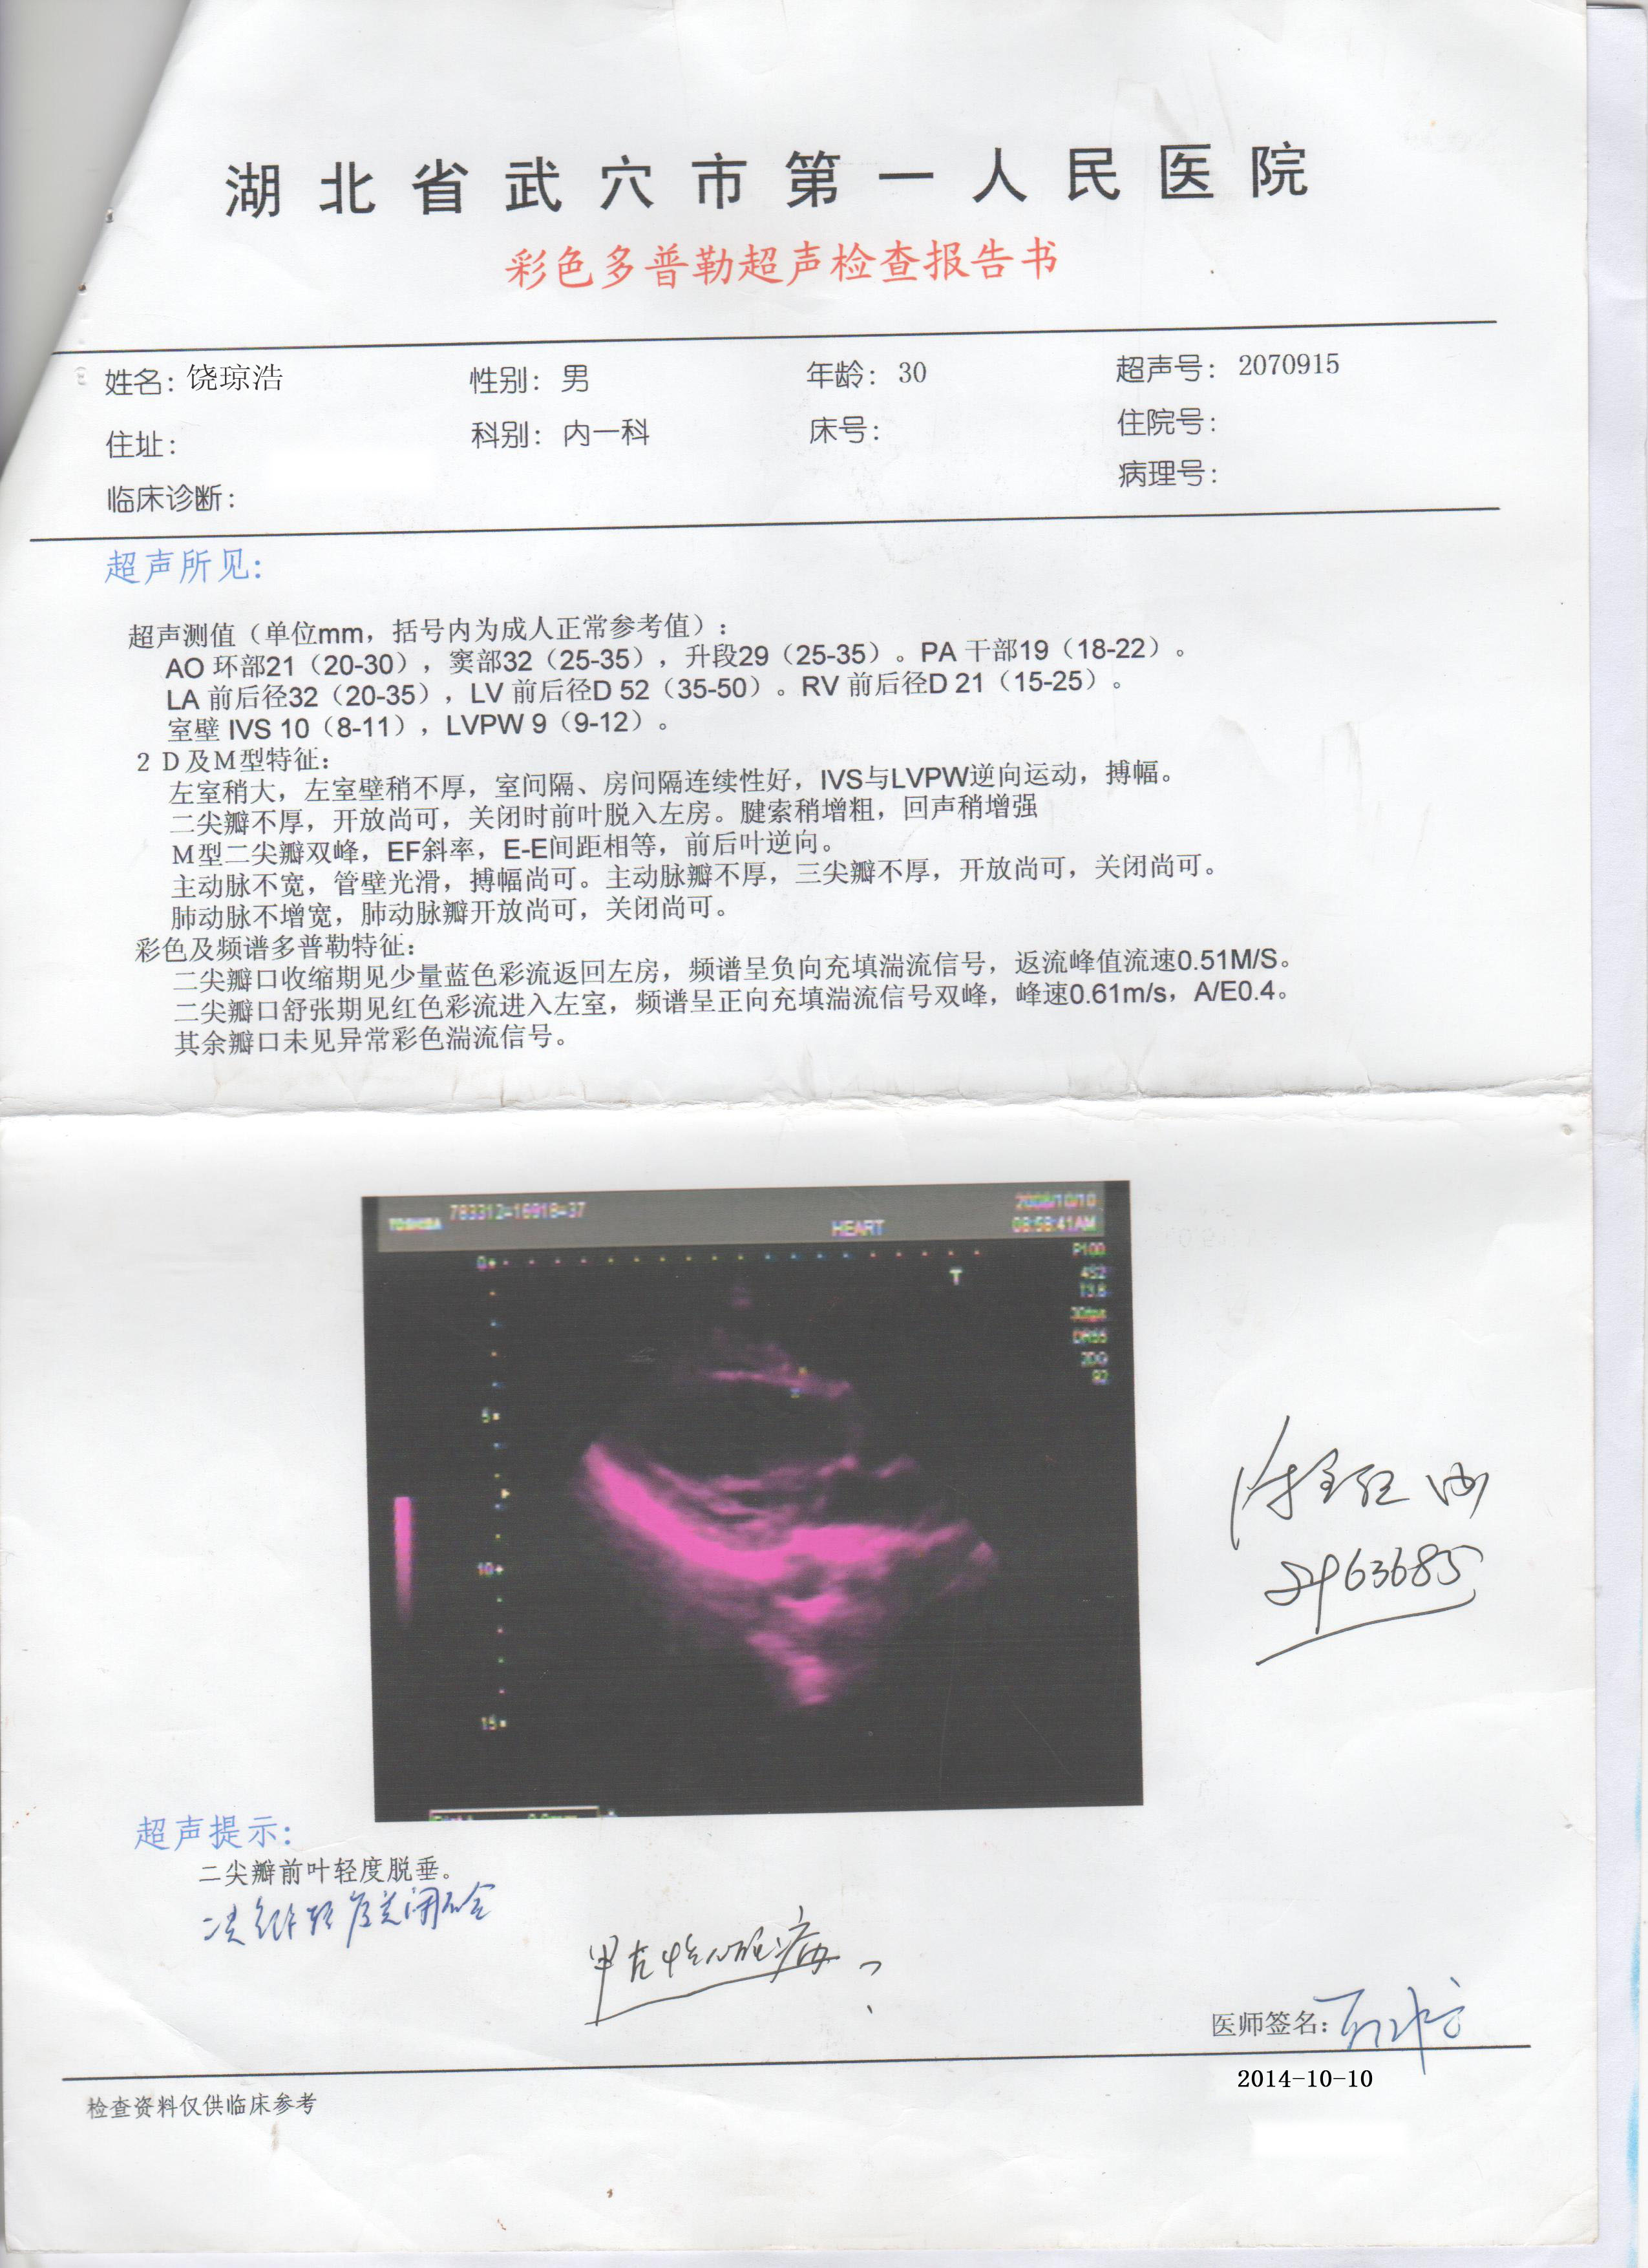 湖北省武穴市第一人民医院
彩色多普勒超声检查报告书
姓名：饶琼浩 性别：男 年龄：30 超声号：2070915
住址： 科别：内一科 床号： 住院号：
临床诊断： 病理号：
超声所见：
超声测值（单位mm，括号内为成人正常参考值）：
AO 环部21（20-30），窦部32（25-35），升段29（25-35）。PA 干部19（18-22）。
LA 前后径32（20-35），LV 前后径D 52（35-50）。RV 前后径D 21（15-25）。
室壁 IVS 10（8-11），LVPW 9（9-12）。
2 D及M型特征：
左室稍大，左室壁稍不厚，室间隔、房间隔连续性好，IVS与LVPW逆向运动，搏幅。
二尖瓣不厚，开放尚可，关闭时前叶脱入左房。腱索稍增粗，回声稍增强
M型二尖瓣双峰，EF斜率，E-E间距相等，前后叶逆向。
主动脉不宽，管壁光滑，搏幅尚可。主动脉瓣不厚，三尖瓣不厚，开放尚可，关闭尚可。
肺动脉不增宽，肺动脉瓣开放尚可，关闭尚可。
彩色及频谱多普勒特征：
二尖瓣口收缩期见少量蓝色彩流返回左房，频谱呈负向充填湍流信号，返流峰值流速0.51M/S。
二尖瓣口舒张期见红色彩流进入左室，频谱呈正向充填湍流信号双峰，峰速0.61m/s，A/E0.4。
其余瓣口未见异常彩色湍流信号。
TOSHIBA 783312=16918=37 2008/10/10
HEART 08:58:41AM
P100
0
T
4S2
13.6
30fps
DR55
2DG
92
5
10
15
2963685
超声提示：
二尖瓣前叶轻度脱垂。
二尖瓣轻度关闭不全
甲亢性心脏病？
医师签名：
2014-10-10
检查资料仅供临床参考